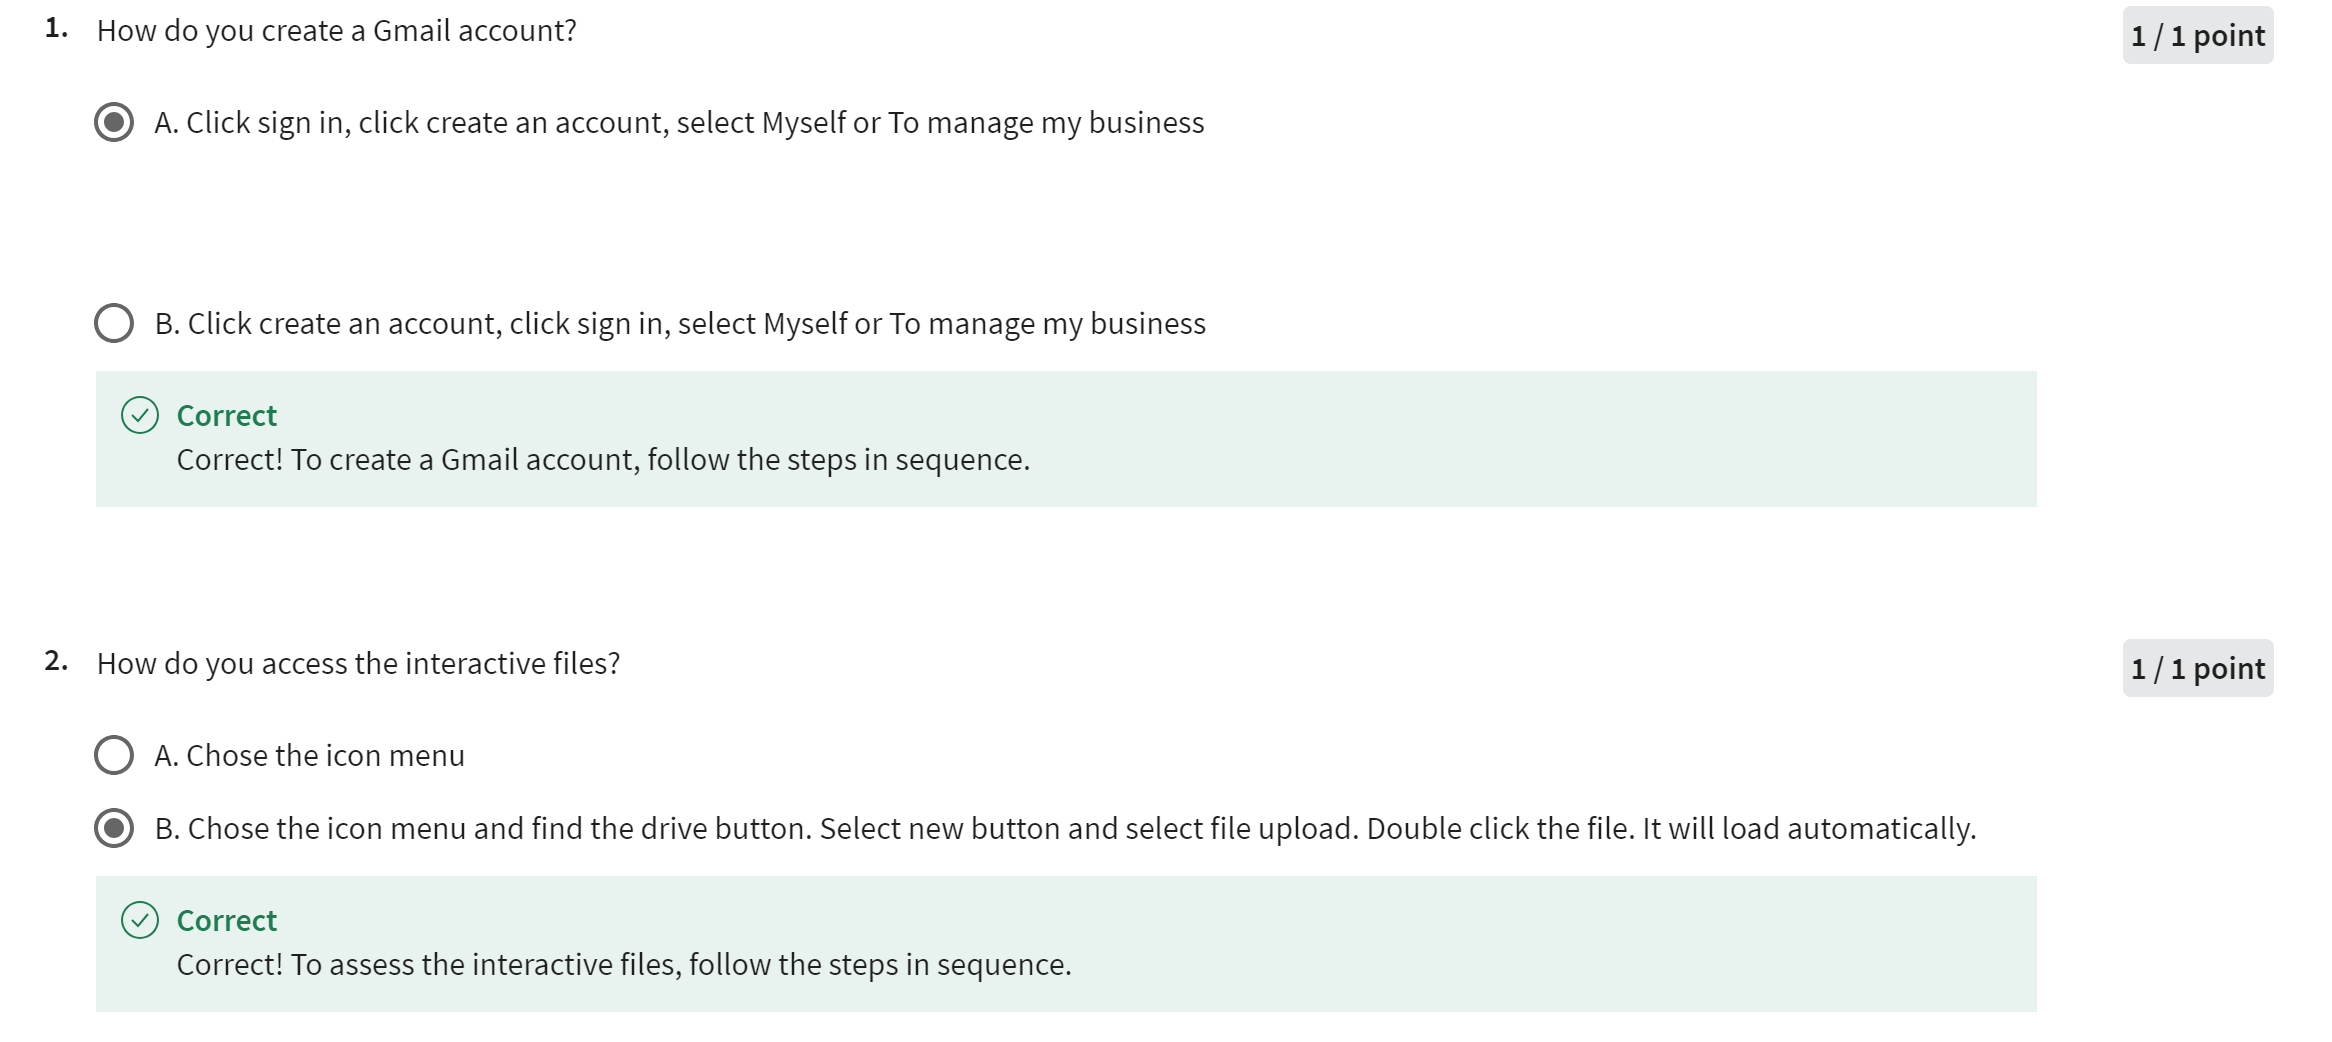 1. How do you create a Gmail account?
1 / 1 point
A. Click sign in, click create an account, select Myself or To manage my business
B. Click create an account, click sign in, select Myself or To manage my business
Correct
Correct! To create a Gmail account, follow the steps in sequence.
2. How do you access the interactive files?
1 / 1 point
A. Chose the icon menu
B. Chose the icon menu and find the drive button. Select new button and select file upload. Double click the file. It will load automatically.
Correct
Correct! To assess the interactive files, follow the steps in sequence.